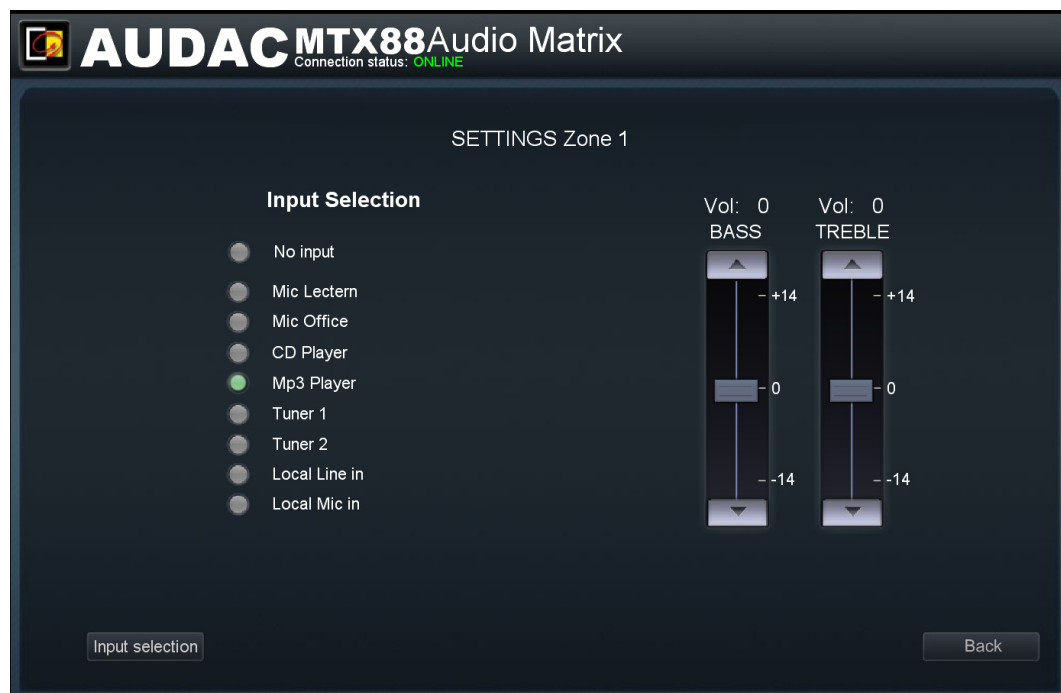 AUDAC MTX88 Audio Matrix
Connection status: ONLINE
SETTINGS Zone 1
Input Selection
No input
Mic Lectern
Mic Office
CD Player
Mp3 Player
Tuner 1
Tuner 2
Local Line in
Local Mic in
Vol: 0 Vol: 0
BASS TREBLE
+14 +14
0 0
-14 -14
Input selection Back